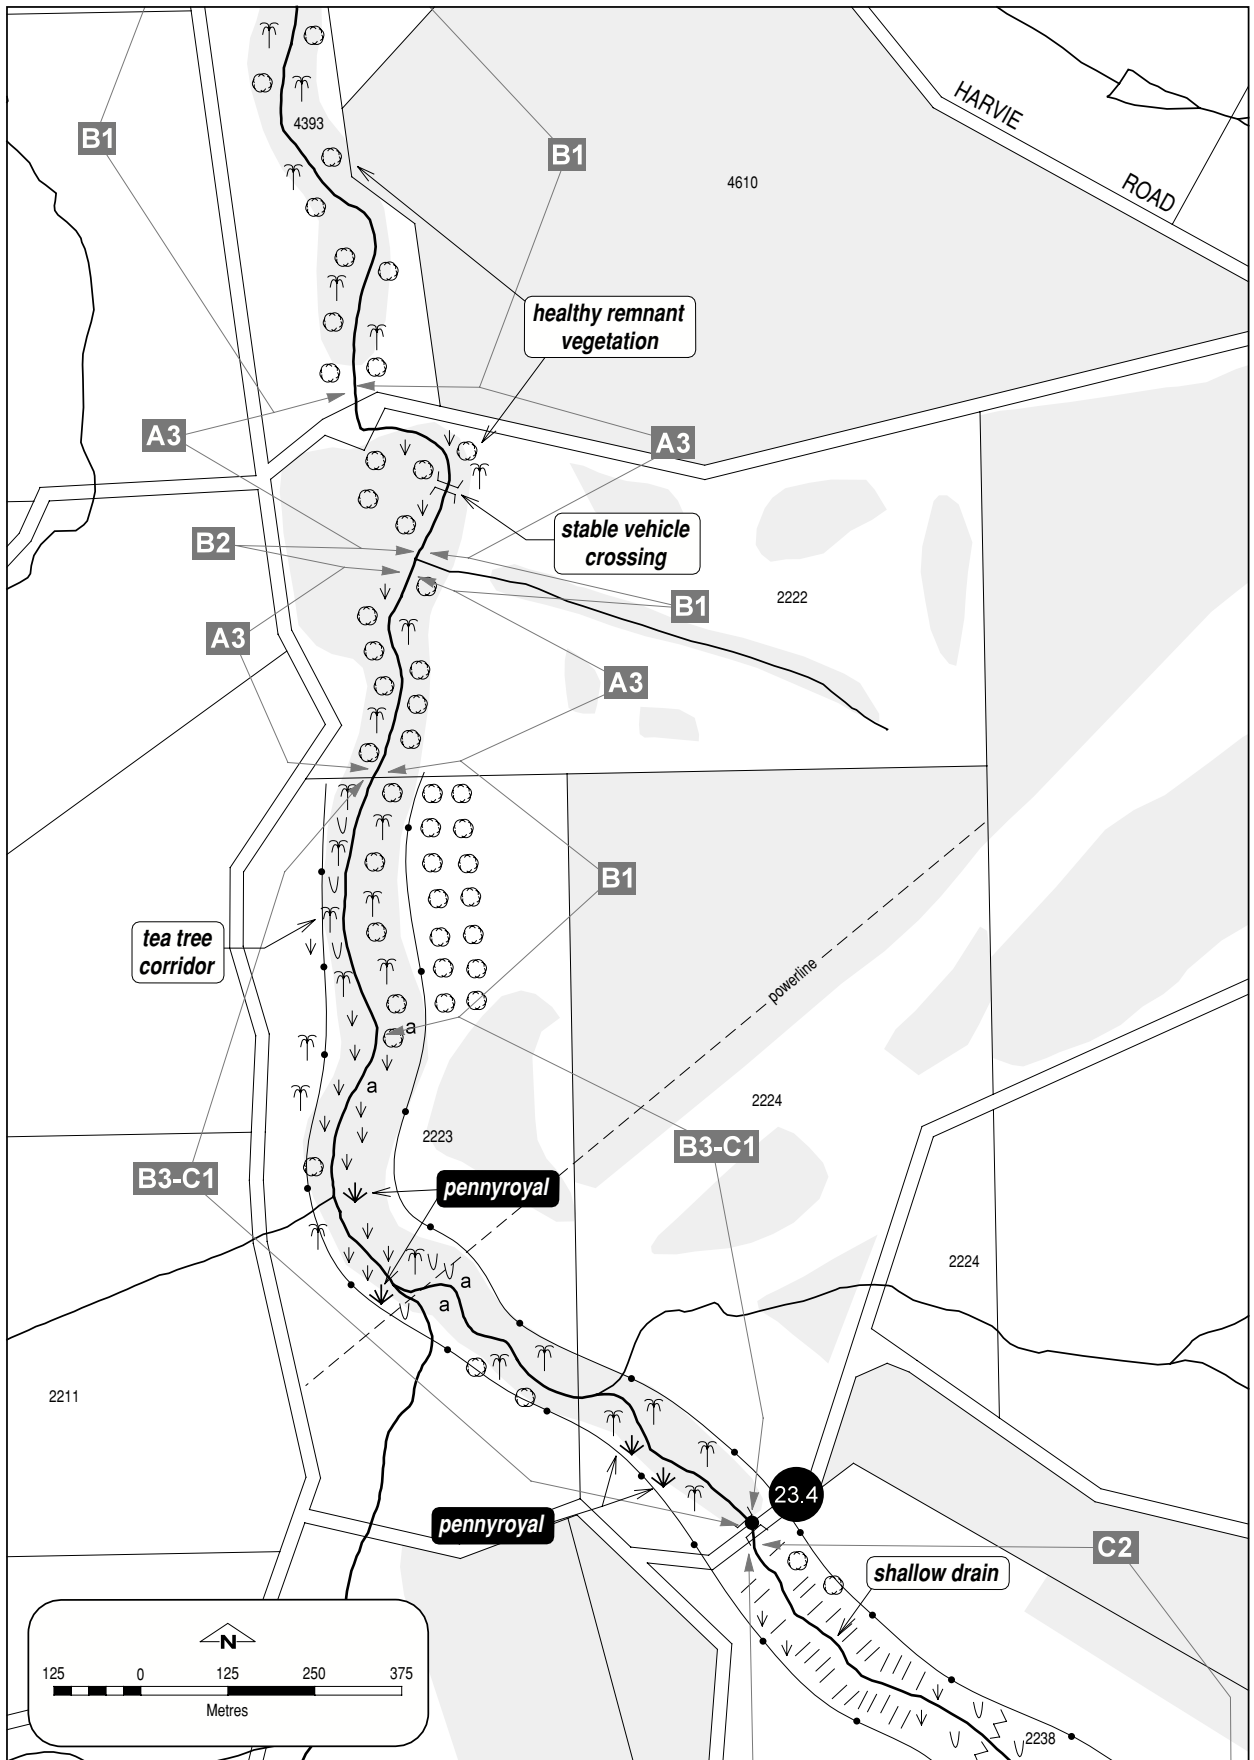 HARVIE
ROAD
4393
B1
B1
4610
healthy remnant
vegetation
A3
A3
stable vehicle
crossing
B2
B1
2222
A3
A3
B1
tea tree
corridor
powerline
a
a
2224
2223
B3-C1
B3-C1
pennyroyal
2224
a
a
2211
23.4
pennyroyal
C2
shallow drain
N
125 0 125 250 375
Metres
2238